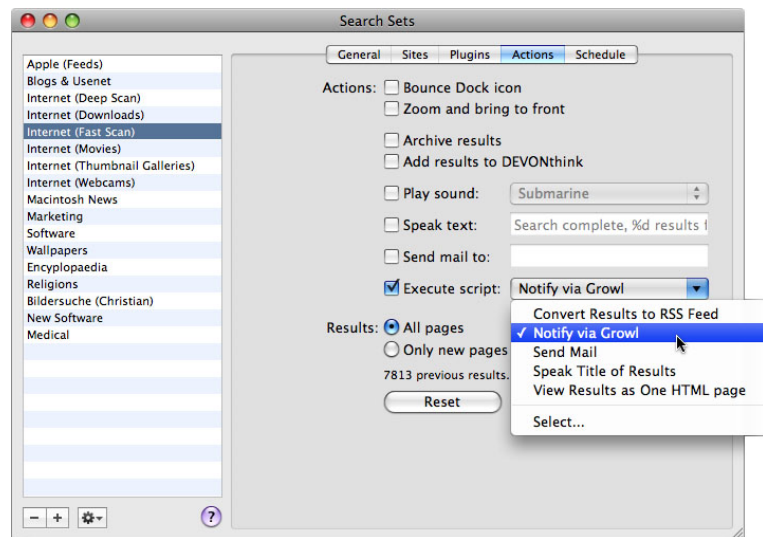 Search Sets
General Sites Plugins Actions Schedule
Apple (Feeds)
Blogs & Usenet
Internet (Deep Scan)
Internet (Downloads)
Internet (Fast Scan)
Internet (Movies)
Internet (Thumbnail Galleries)
Internet (Webcams)
Macintosh News
Marketing
Software
Wallpapers
Encyplopaedia
Religions
Bildersuche (Christian)
New Software
Medical
Actions: Bounce Dock icon
Zoom and bring to front
Archive results
Add results to DEVONthink
Play sound: Submarine
Speak text: Search complete, %d results f
Send mail to:
Execute script: Notify via Growl
Convert Results to RSS Feed
✓ Notify via Growl
Send Mail
Speak Title of Results
View Results as One HTML page
Select...
Results: All pages
Only new pages
7813 previous results.
Reset
- + ?